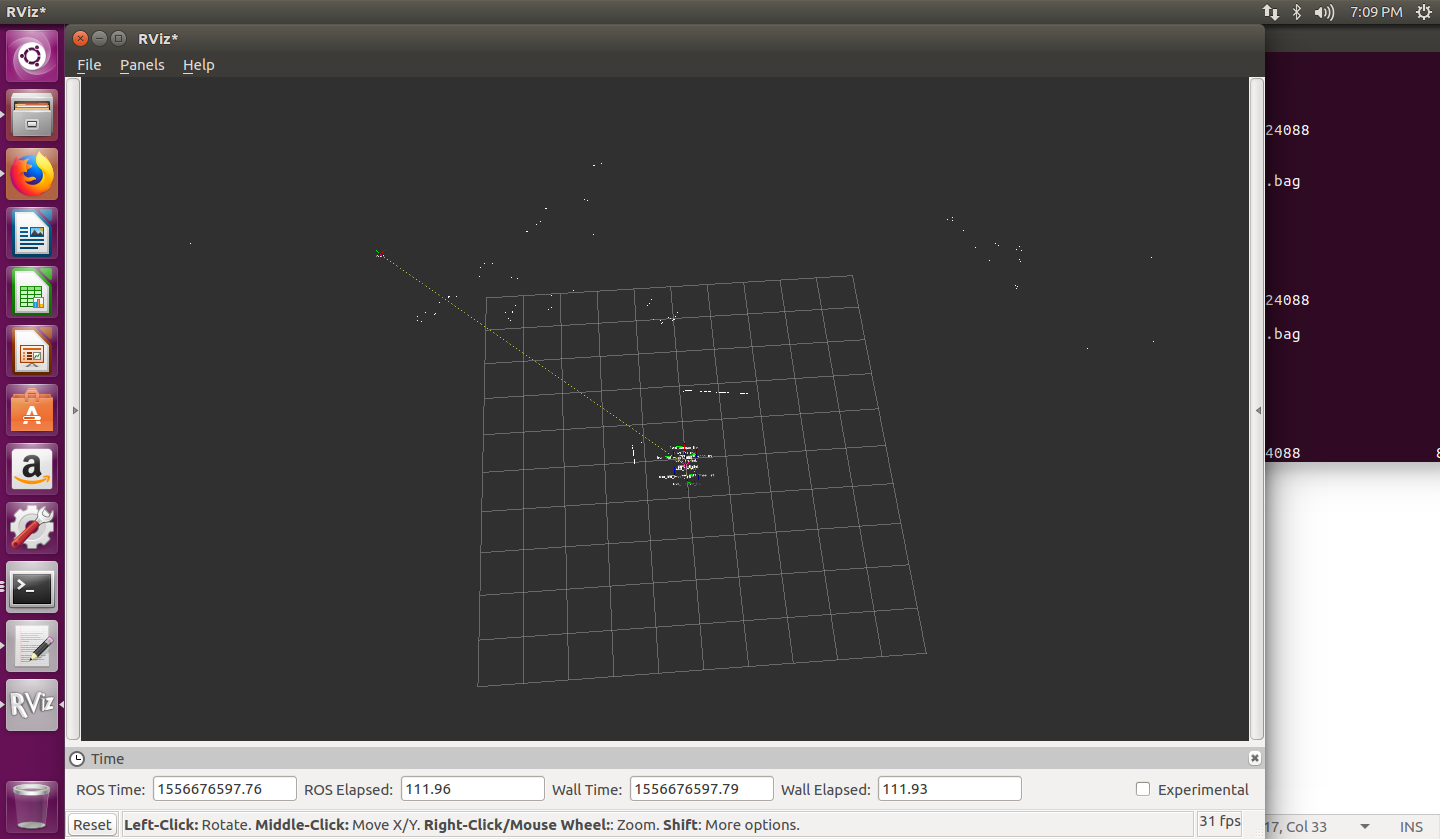 RViz*
7:09 PM
RViz*
File Panels Help
24088
.bag
24088
.bag
4088 8
a
RViz
Time
ROS Time: 1556676597.76 ROS Elapsed: 111.96 Wall Time: 1556676597.79 Wall Elapsed: 111.93 Experimental
Reset Left-Click: Rotate. Middle-Click: Move X/Y. Right-Click/Mouse Wheel:: Zoom. Shift: More options. 31 fps
17, Col 33 INS